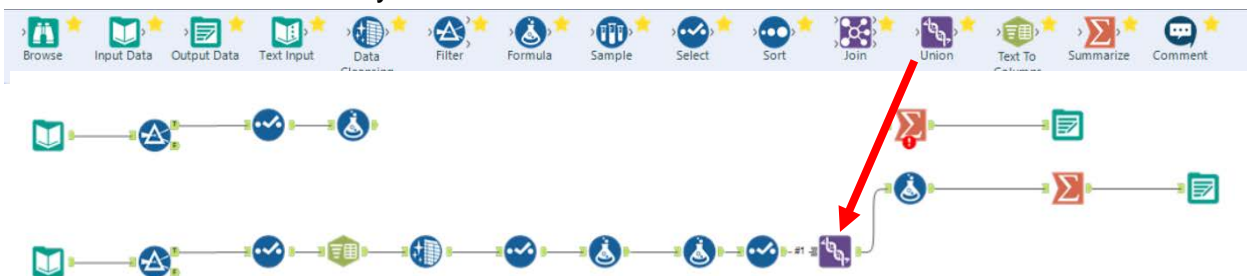 Browse Input Data Output Data Text Input Data Filter Formula Sample Select Sort Join Union Text To Summarize Comment
T
F
#1
T
F